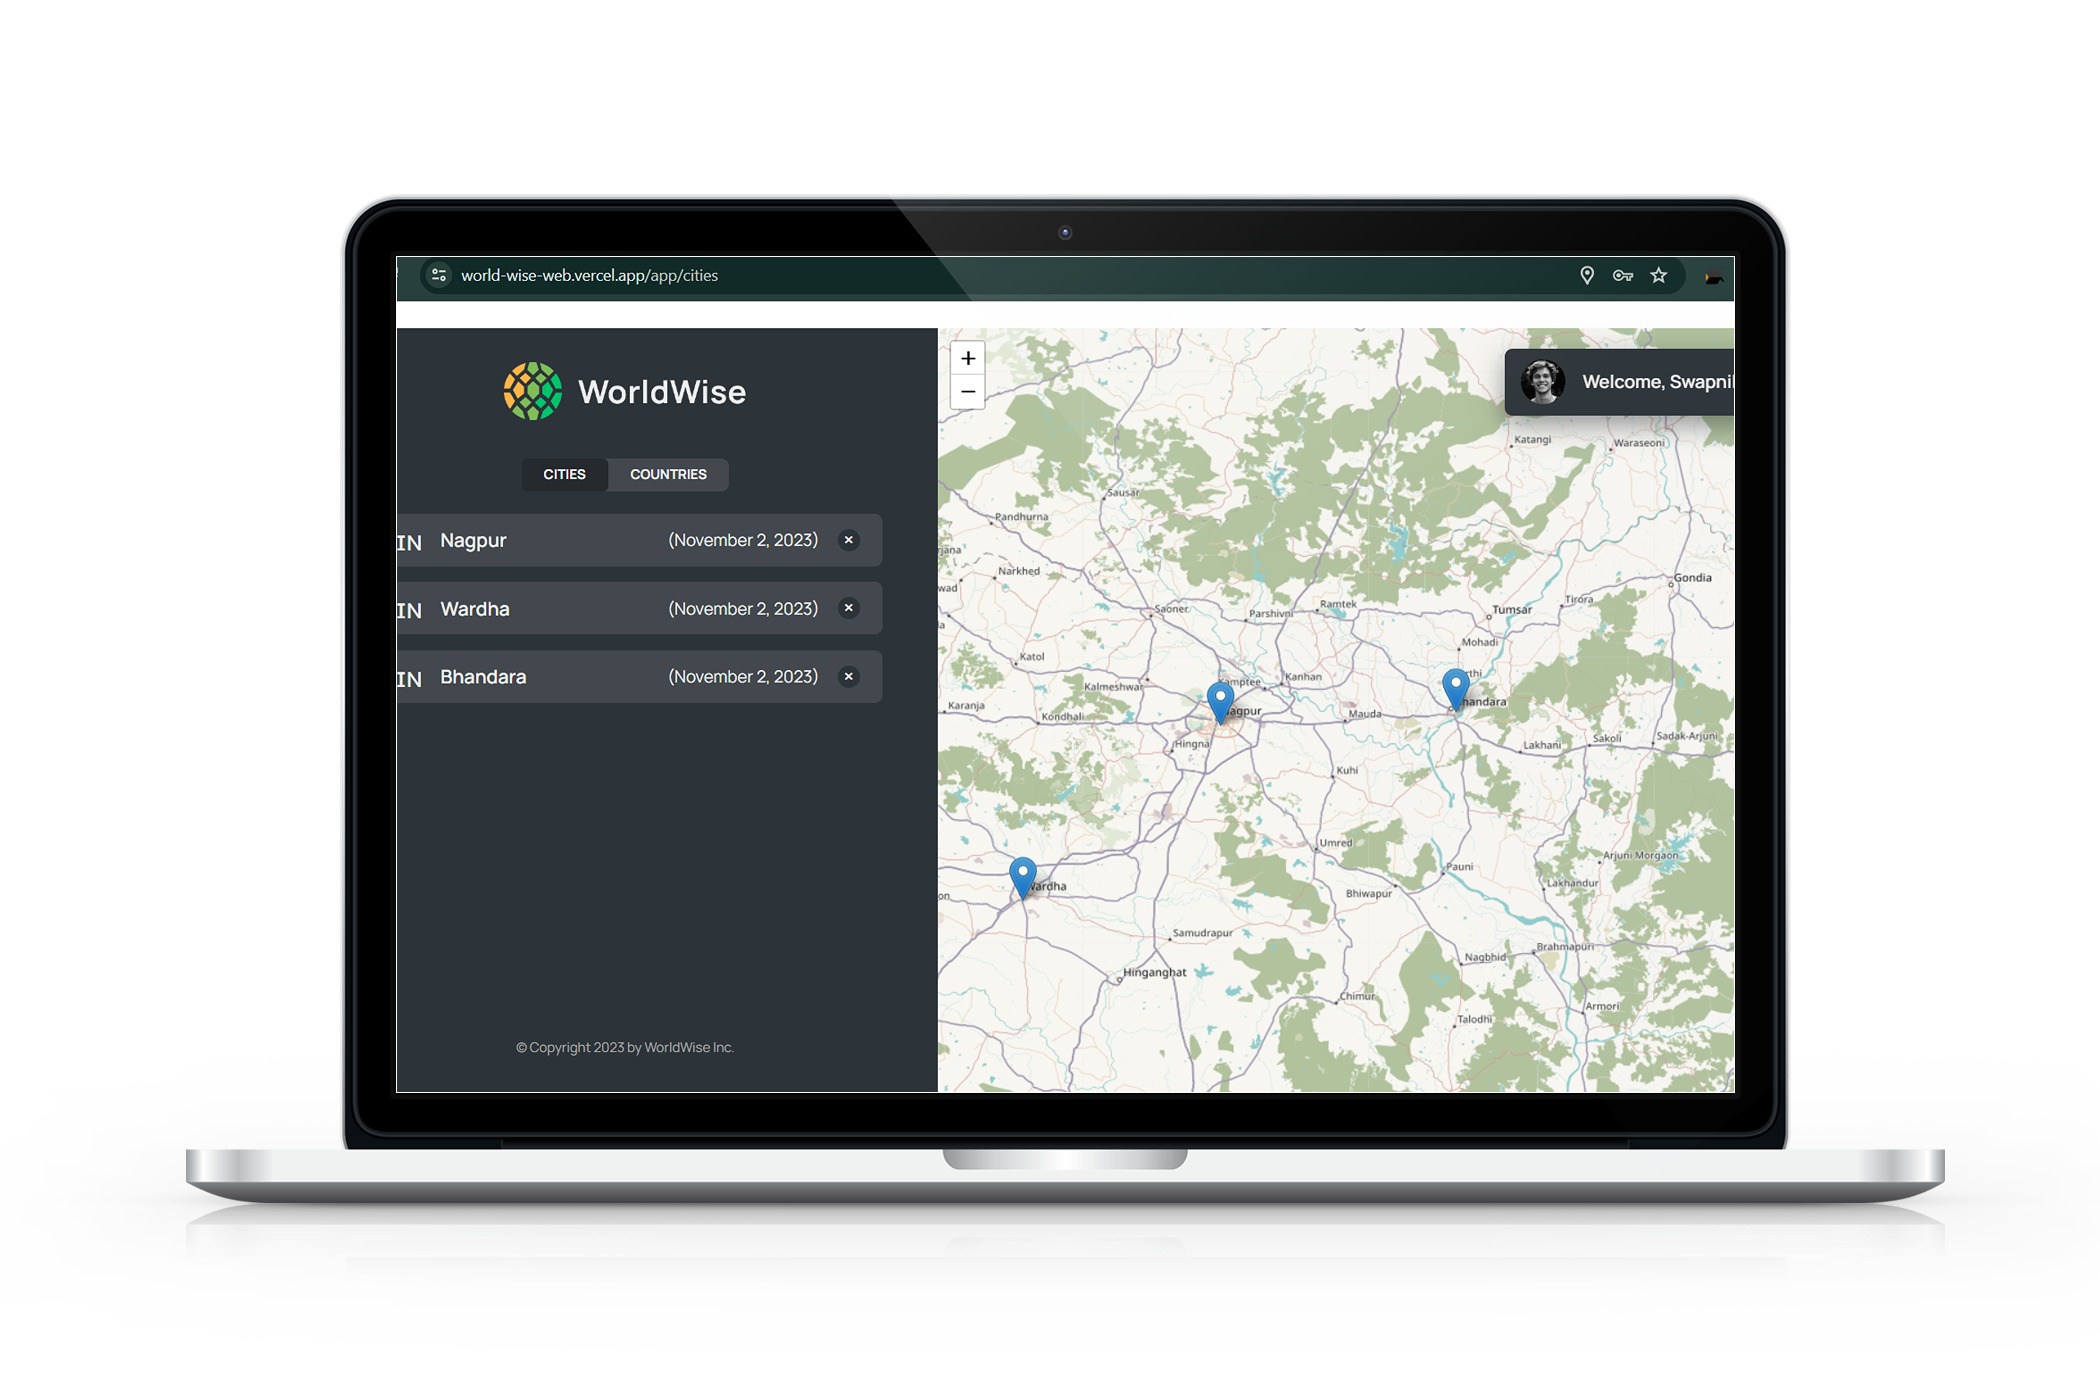 world-wise-web.vercel.app/app/cities
WorldWise
CITIES COUNTRIES
IN Nagpur (November 2, 2023) ×
IN Wardha (November 2, 2023) ×
IN Bhandara (November 2, 2023) ×
© Copyright 2023 by WorldWise Inc.
+
−
Welcome, Swapnil
Katangi
Waraseoni
Sausar
Pandhurna
Narkhed
Gondia
Saoner
Parshivni
Ramtek
Tirora
Tumsar
Mohadi
Katol
Kalmeshwar
Kamptee
Kanhan
Karanja
Kondhali
Nagpur
Mauda
Bhandara
Hingna
Lakhani
Sakoli
Sadak-Arjuni
Kuhi
Umred
Arjuni Morgaon
Pauni
Wardha
Bhiwapur
Lakhandur
Samudrapur
Brahmapuri
Nagbhid
Hinganghat
Chimur
Armori
Talodhi